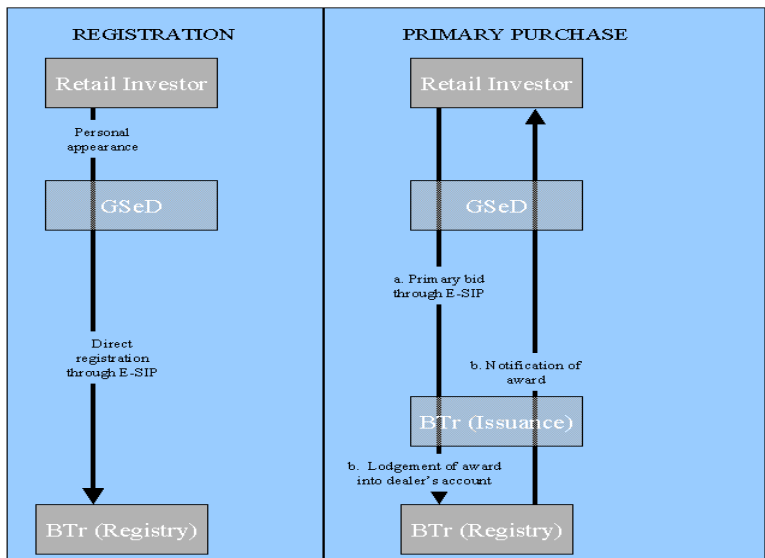 REGISTRATION
Retail Investor
Personal
appearance
GSeD
Direct
registration
through E-SIP
BTr (Registry)
PRIMARY PURCHASE
Retail Investor
GSeD
a. Primary bid
through E-SIP
b. Notification of
award
BTr (Issuance)
b. Lodgement of award
into dealer's account
BTr (Registry)